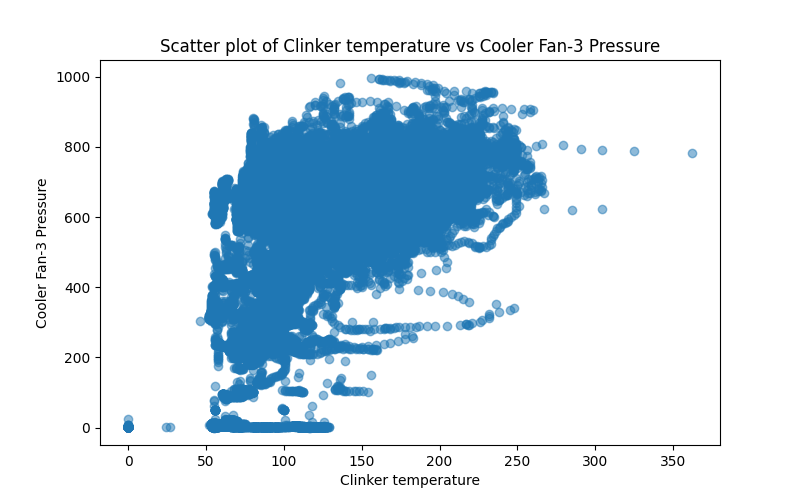 Scatter plot of Clinker temperature vs Cooler Fan-3 Pressure
1000
800
600
400
200
0
Cooler Fan-3 Pressure
0 50 100 150 200 250 300 350
Clinker temperature